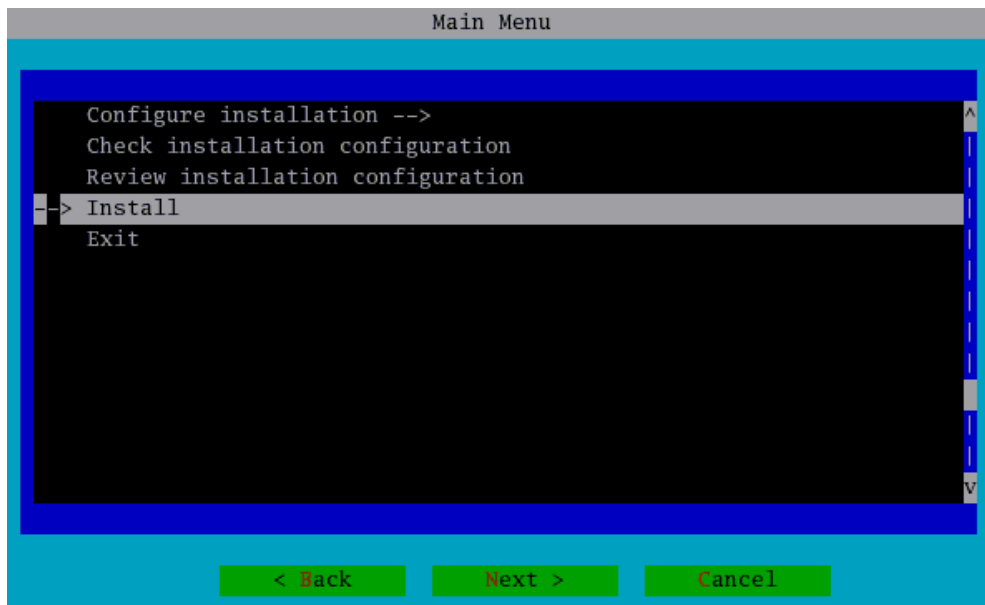 Main Menu
Configure installation -->
Check installation configuration
Review installation configuration
--> Install
Exit
< Back Next > Cancel